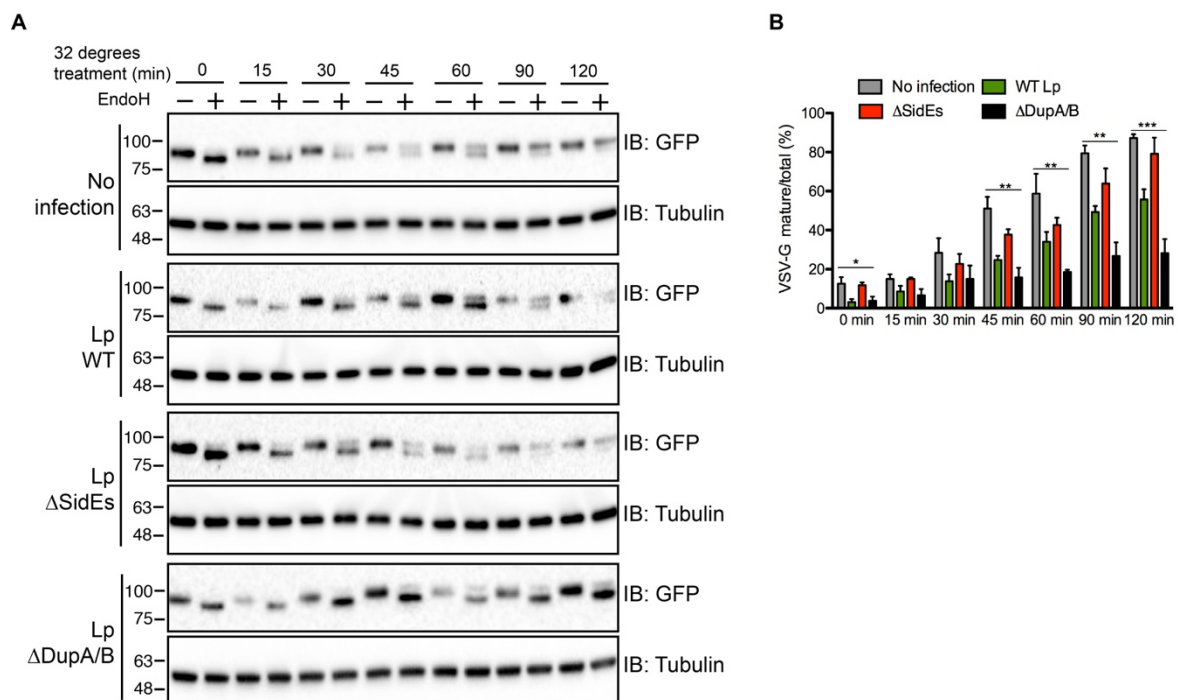 A
32 degrees
treatment (min) 0 15 30 45 60 90 120
EndoH − + − + − + − + − + − + − +
No
infection
100−
75−
IB: GFP
63−
48−
IB: Tubulin
Lp
WT
100−
75−
IB: GFP
63−
48−
IB: Tubulin
Lp
ΔSidEs
100−
75−
IB: GFP
63−
48−
IB: Tubulin
Lp
ΔDupA/B
100−
75−
IB: GFP
63−
48−
IB: Tubulin
B
No infection WT Lp
ΔSidEs ΔDupA/B
VSV-G mature/total (%)
100
80
60
40
20
0
* ** ** ** ***
0 min 15 min 30 min 45 min 60 min 90 min 120 min